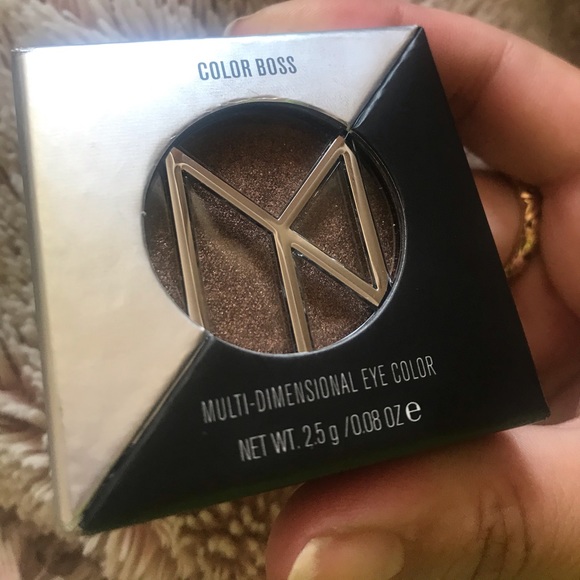 COLOR BOSS
MULTI-DIMENSIONAL EYE COLOR
NET WT. 2.5 g / 0.08 OZ e